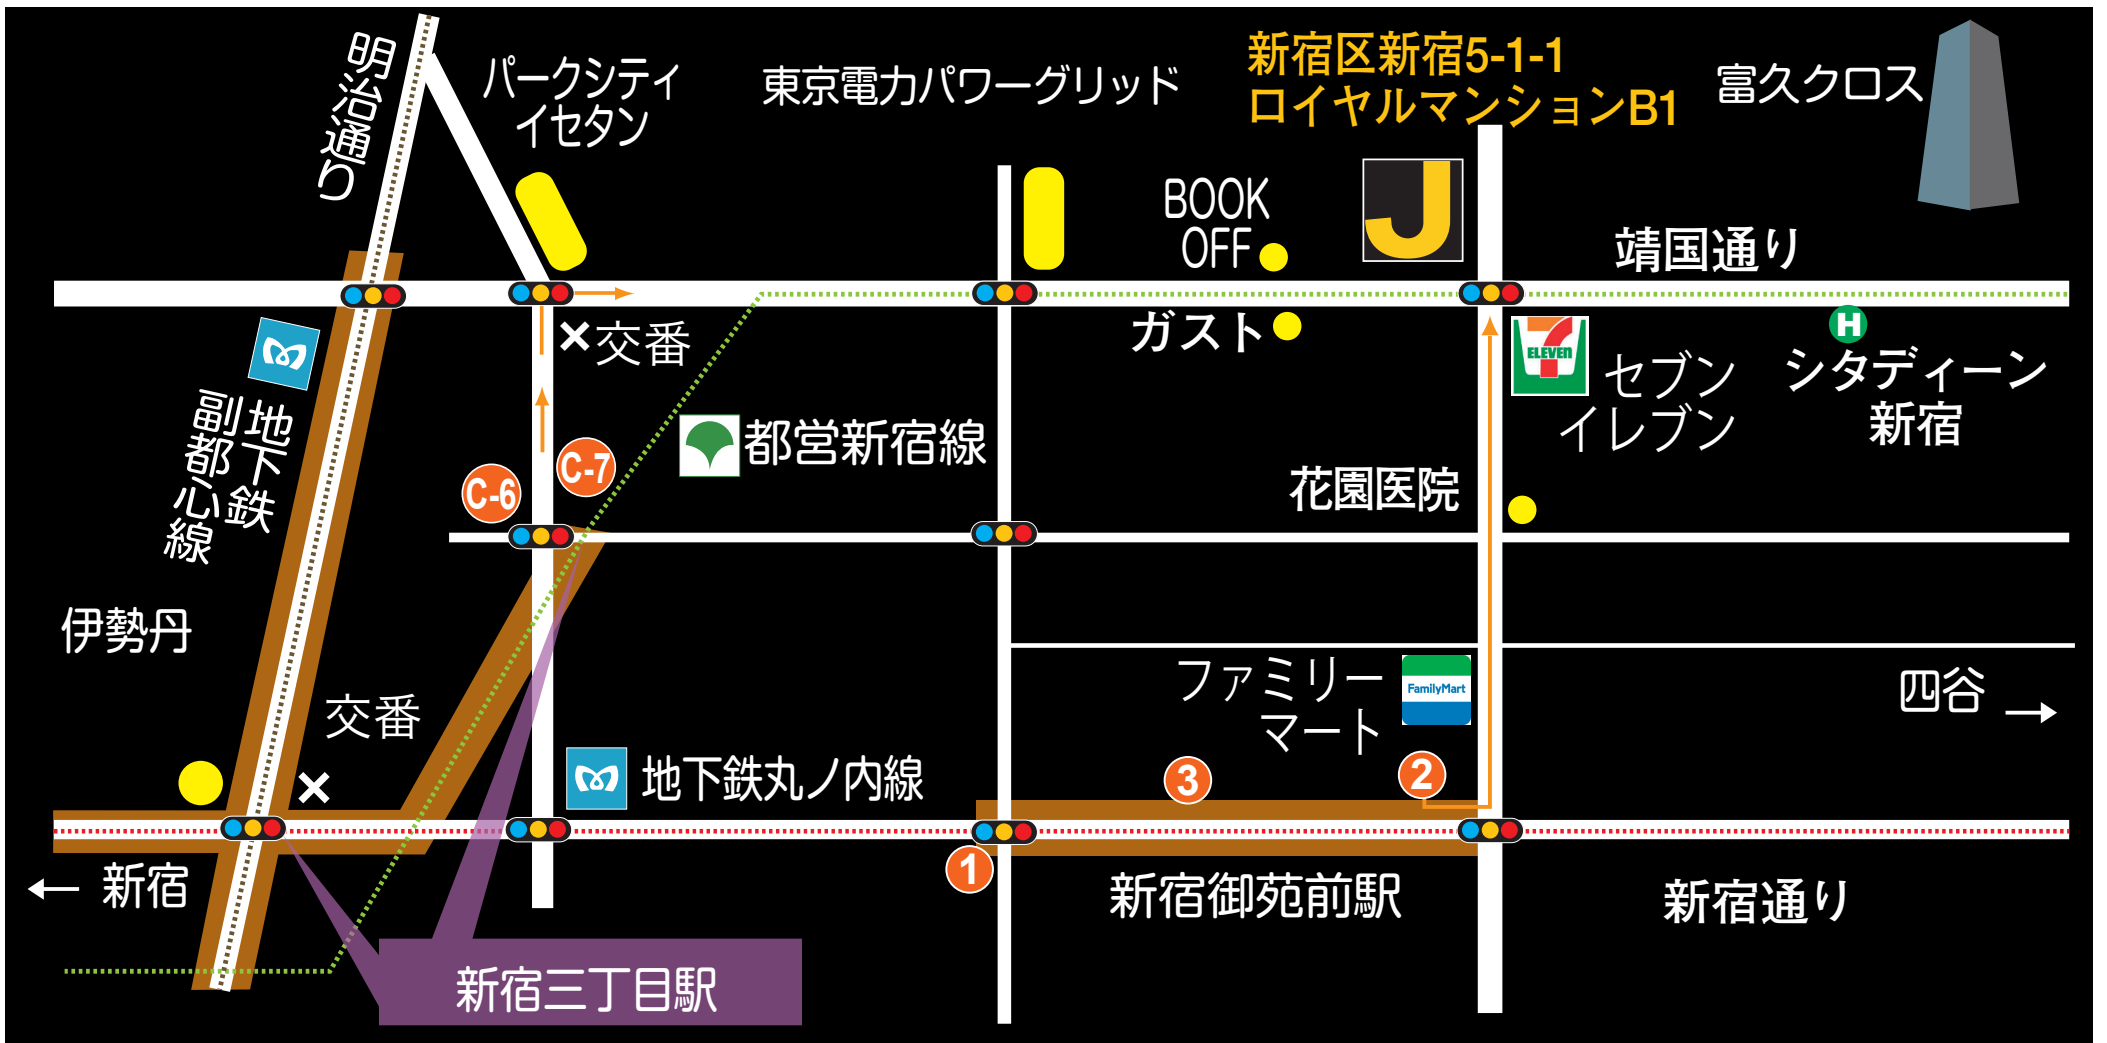 明治通り
パークシティ
イセタン
東京電力パワーグリッド
新宿区新宿5-1-1
ロイヤルマンションB1
富久クロス
BOOK
OFF
J
靖国通り
交番
ガスト
7
ELEVEN
セブン
イレブン
H
シタディーン
新宿
地下鉄
副都心線
都営新宿線
C-6
C-7
花園医院
伊勢丹
交番
ファミリー
マート
FamilyMart
四谷
地下鉄丸ノ内線
3
2
1
新宿
新宿御苑前駅
新宿通り
新宿三丁目駅